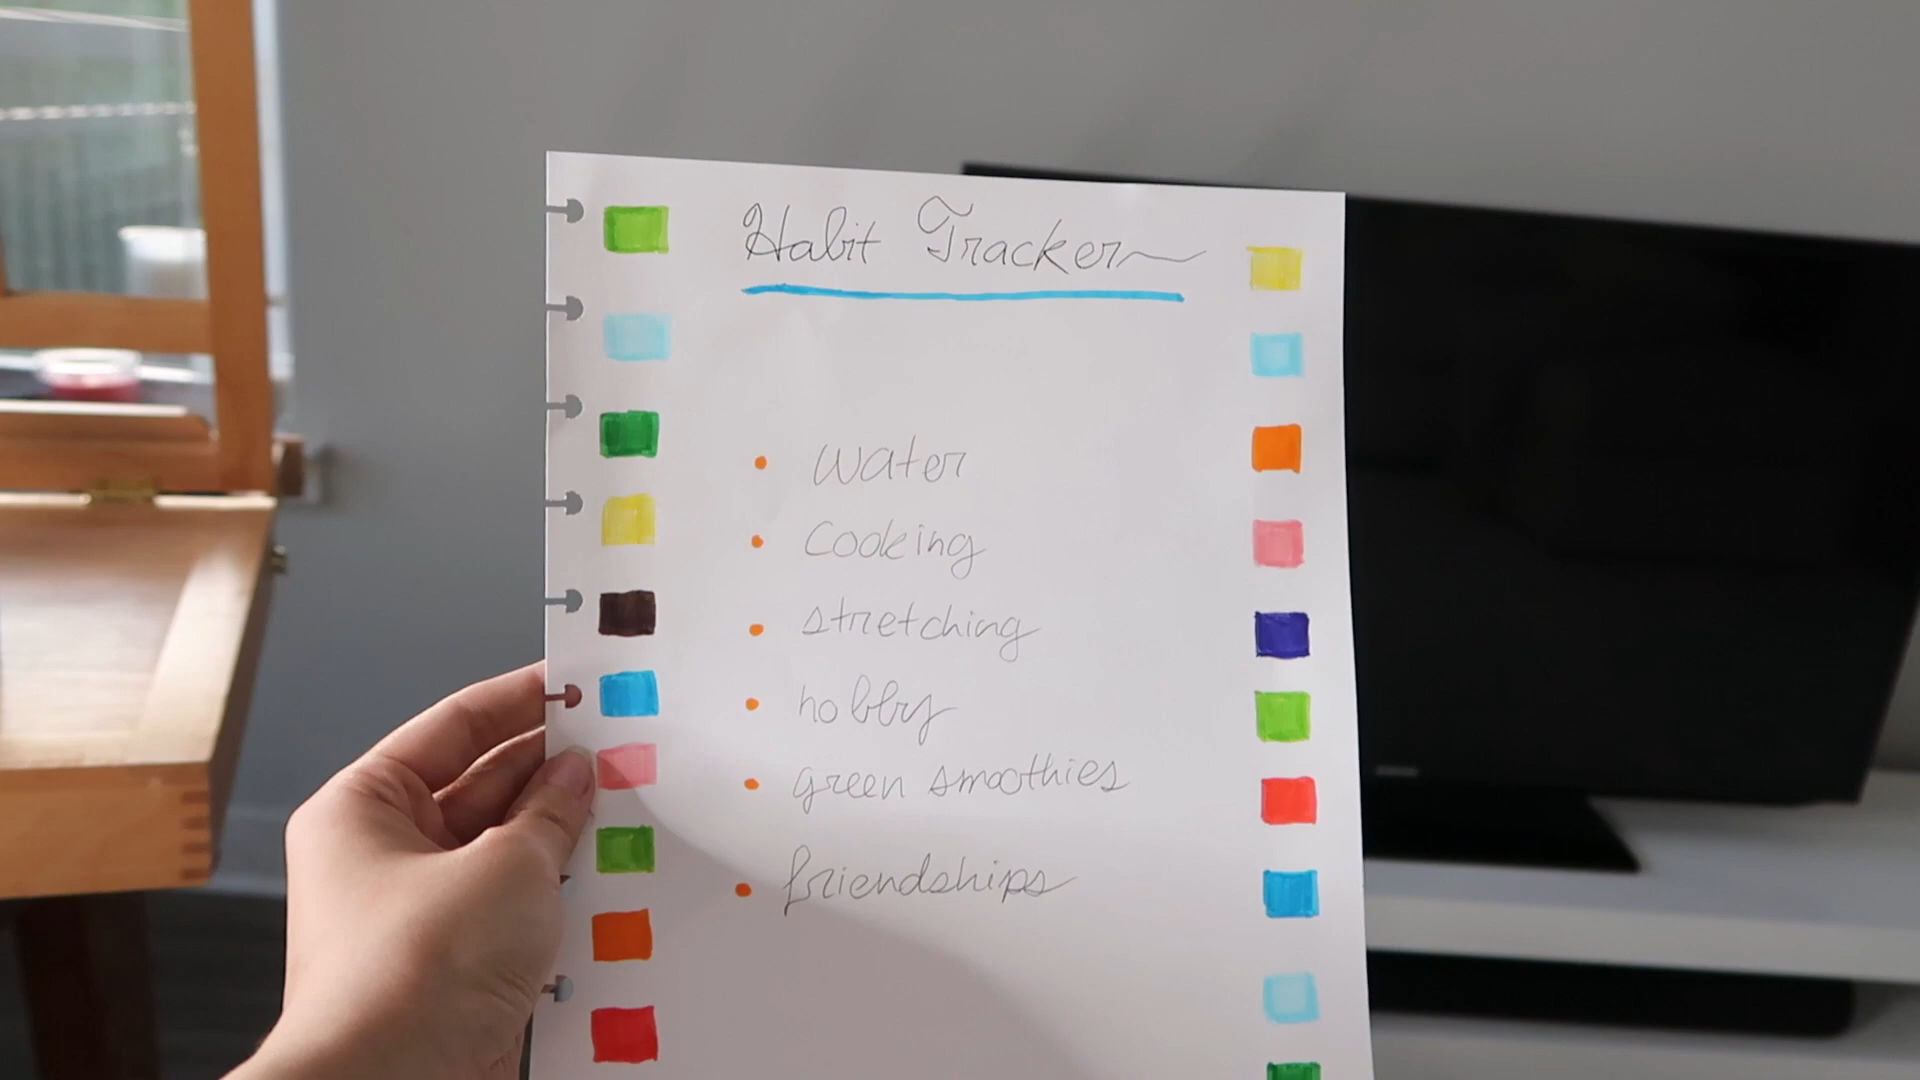 Habit Tracker
water
Cooking
stretching
hobby
green smoothies
friendships